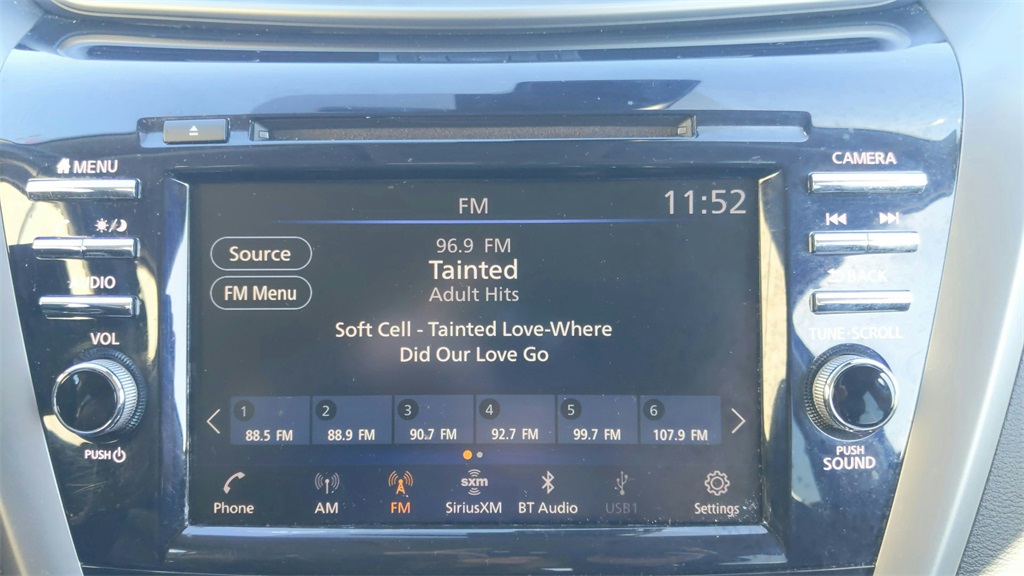 MENU
CAMERA
FM
11:52
96.9 FM
Source
Tainted
FM Menu
Adult Hits
AUDIO
BACK
Soft Cell - Tainted Love-Where
Did Our Love Go
VOL
TUNE·SCROLL
1
2
3
4
5
6
88.5 FM
88.9 FM
90.7 FM
92.7 FM
99.7 FM
107.9 FM
PUSH
PUSH
SOUND
sxm
Phone
AM
FM
SiriusXM
BT Audio
USB1
Settings